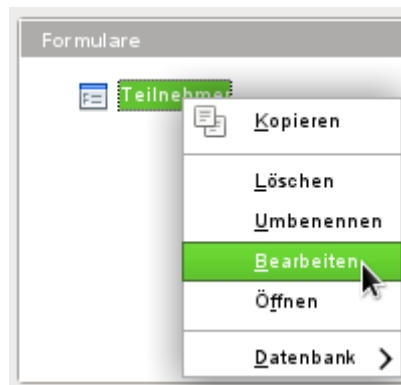 Formulare
Teilnehmer
Kopieren
Löschen
Umbenennen
Bearbeiten
Öffnen
Datenbank